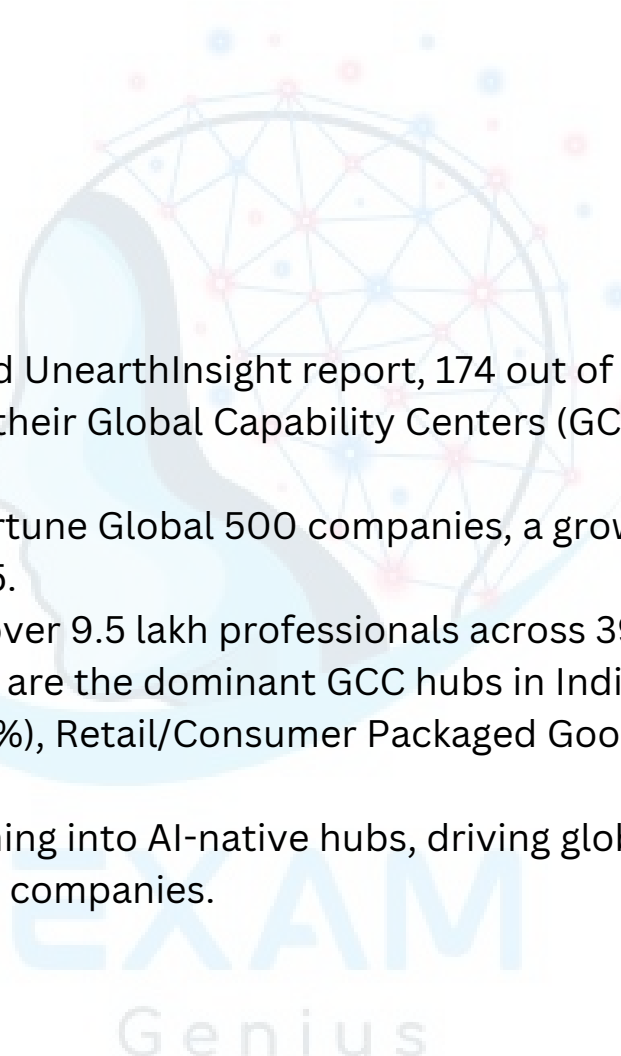 d UnearthInsight report, 174 out of
their Global Capability Centers (GC
rtune Global 500 companies, a grow
5.
over 9.5 lakh professionals across 39
are the dominant GCC hubs in Indi
%), Retail/Consumer Packaged Goo
ning into AI-native hubs, driving glob
companies.
EXAM
Genius